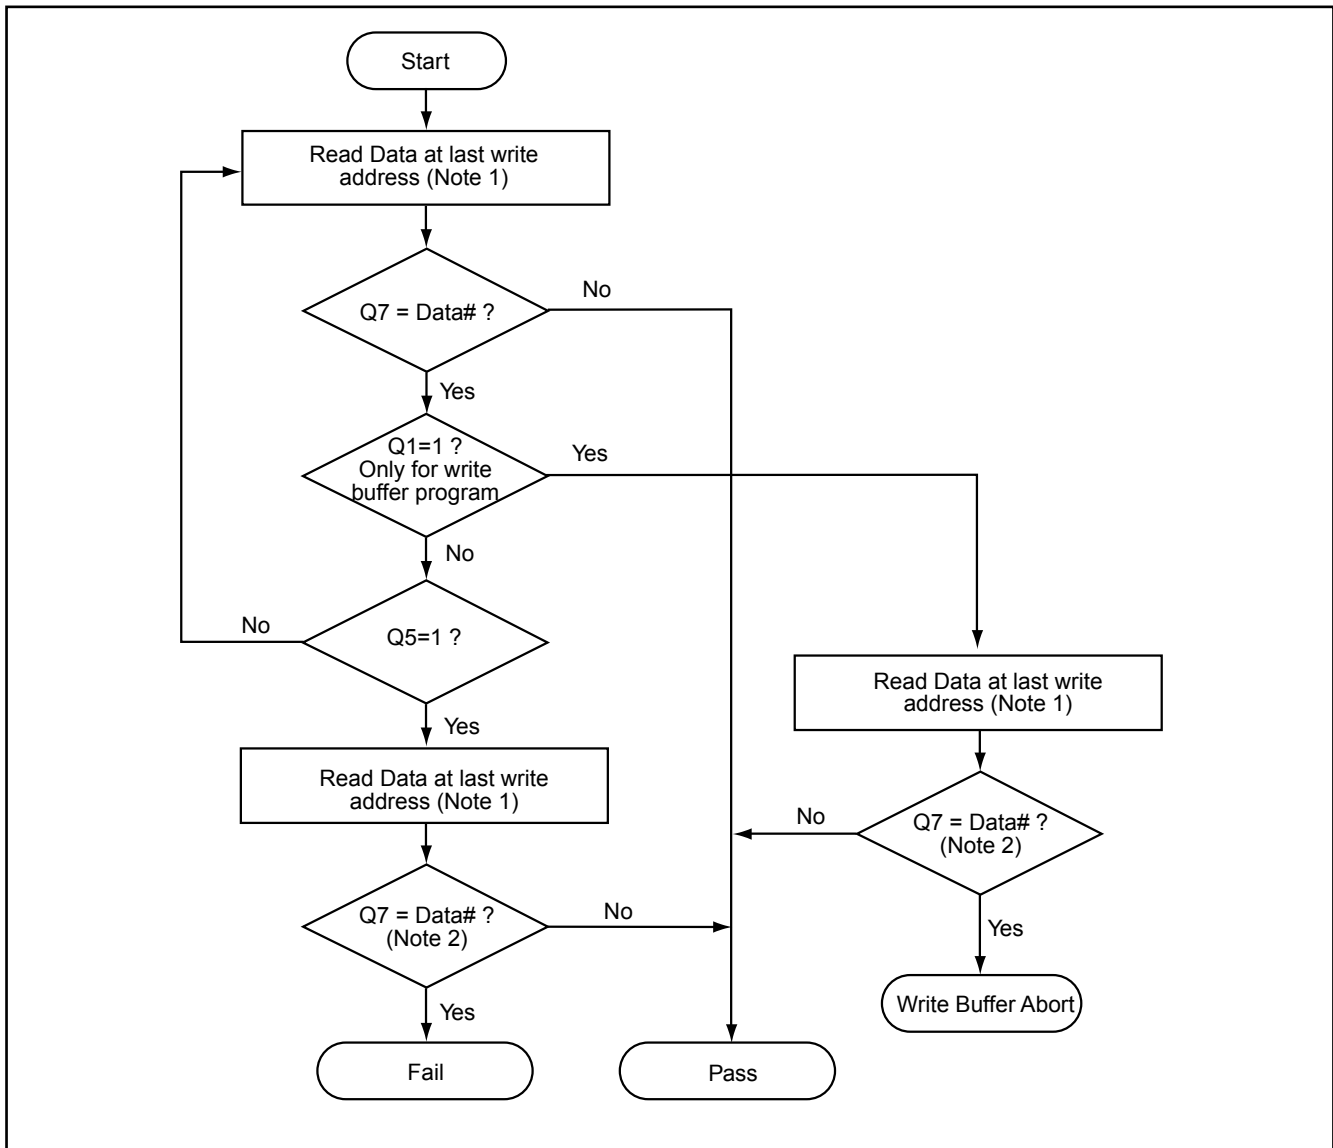 Start
Read Data at last write
address (Note 1)
Q7 = Data# ?
No
Yes
Q1=1 ?
Only for write
buffer program
Yes
No
Q5=1 ?
No
Yes
Read Data at last write
address (Note 1)
Read Data at last write
address (Note 1)
Q7 = Data# ?
(Note 2)
No
Yes
Q7 = Data# ?
(Note 2)
No
Yes
Write Buffer Abort
Fail
Pass